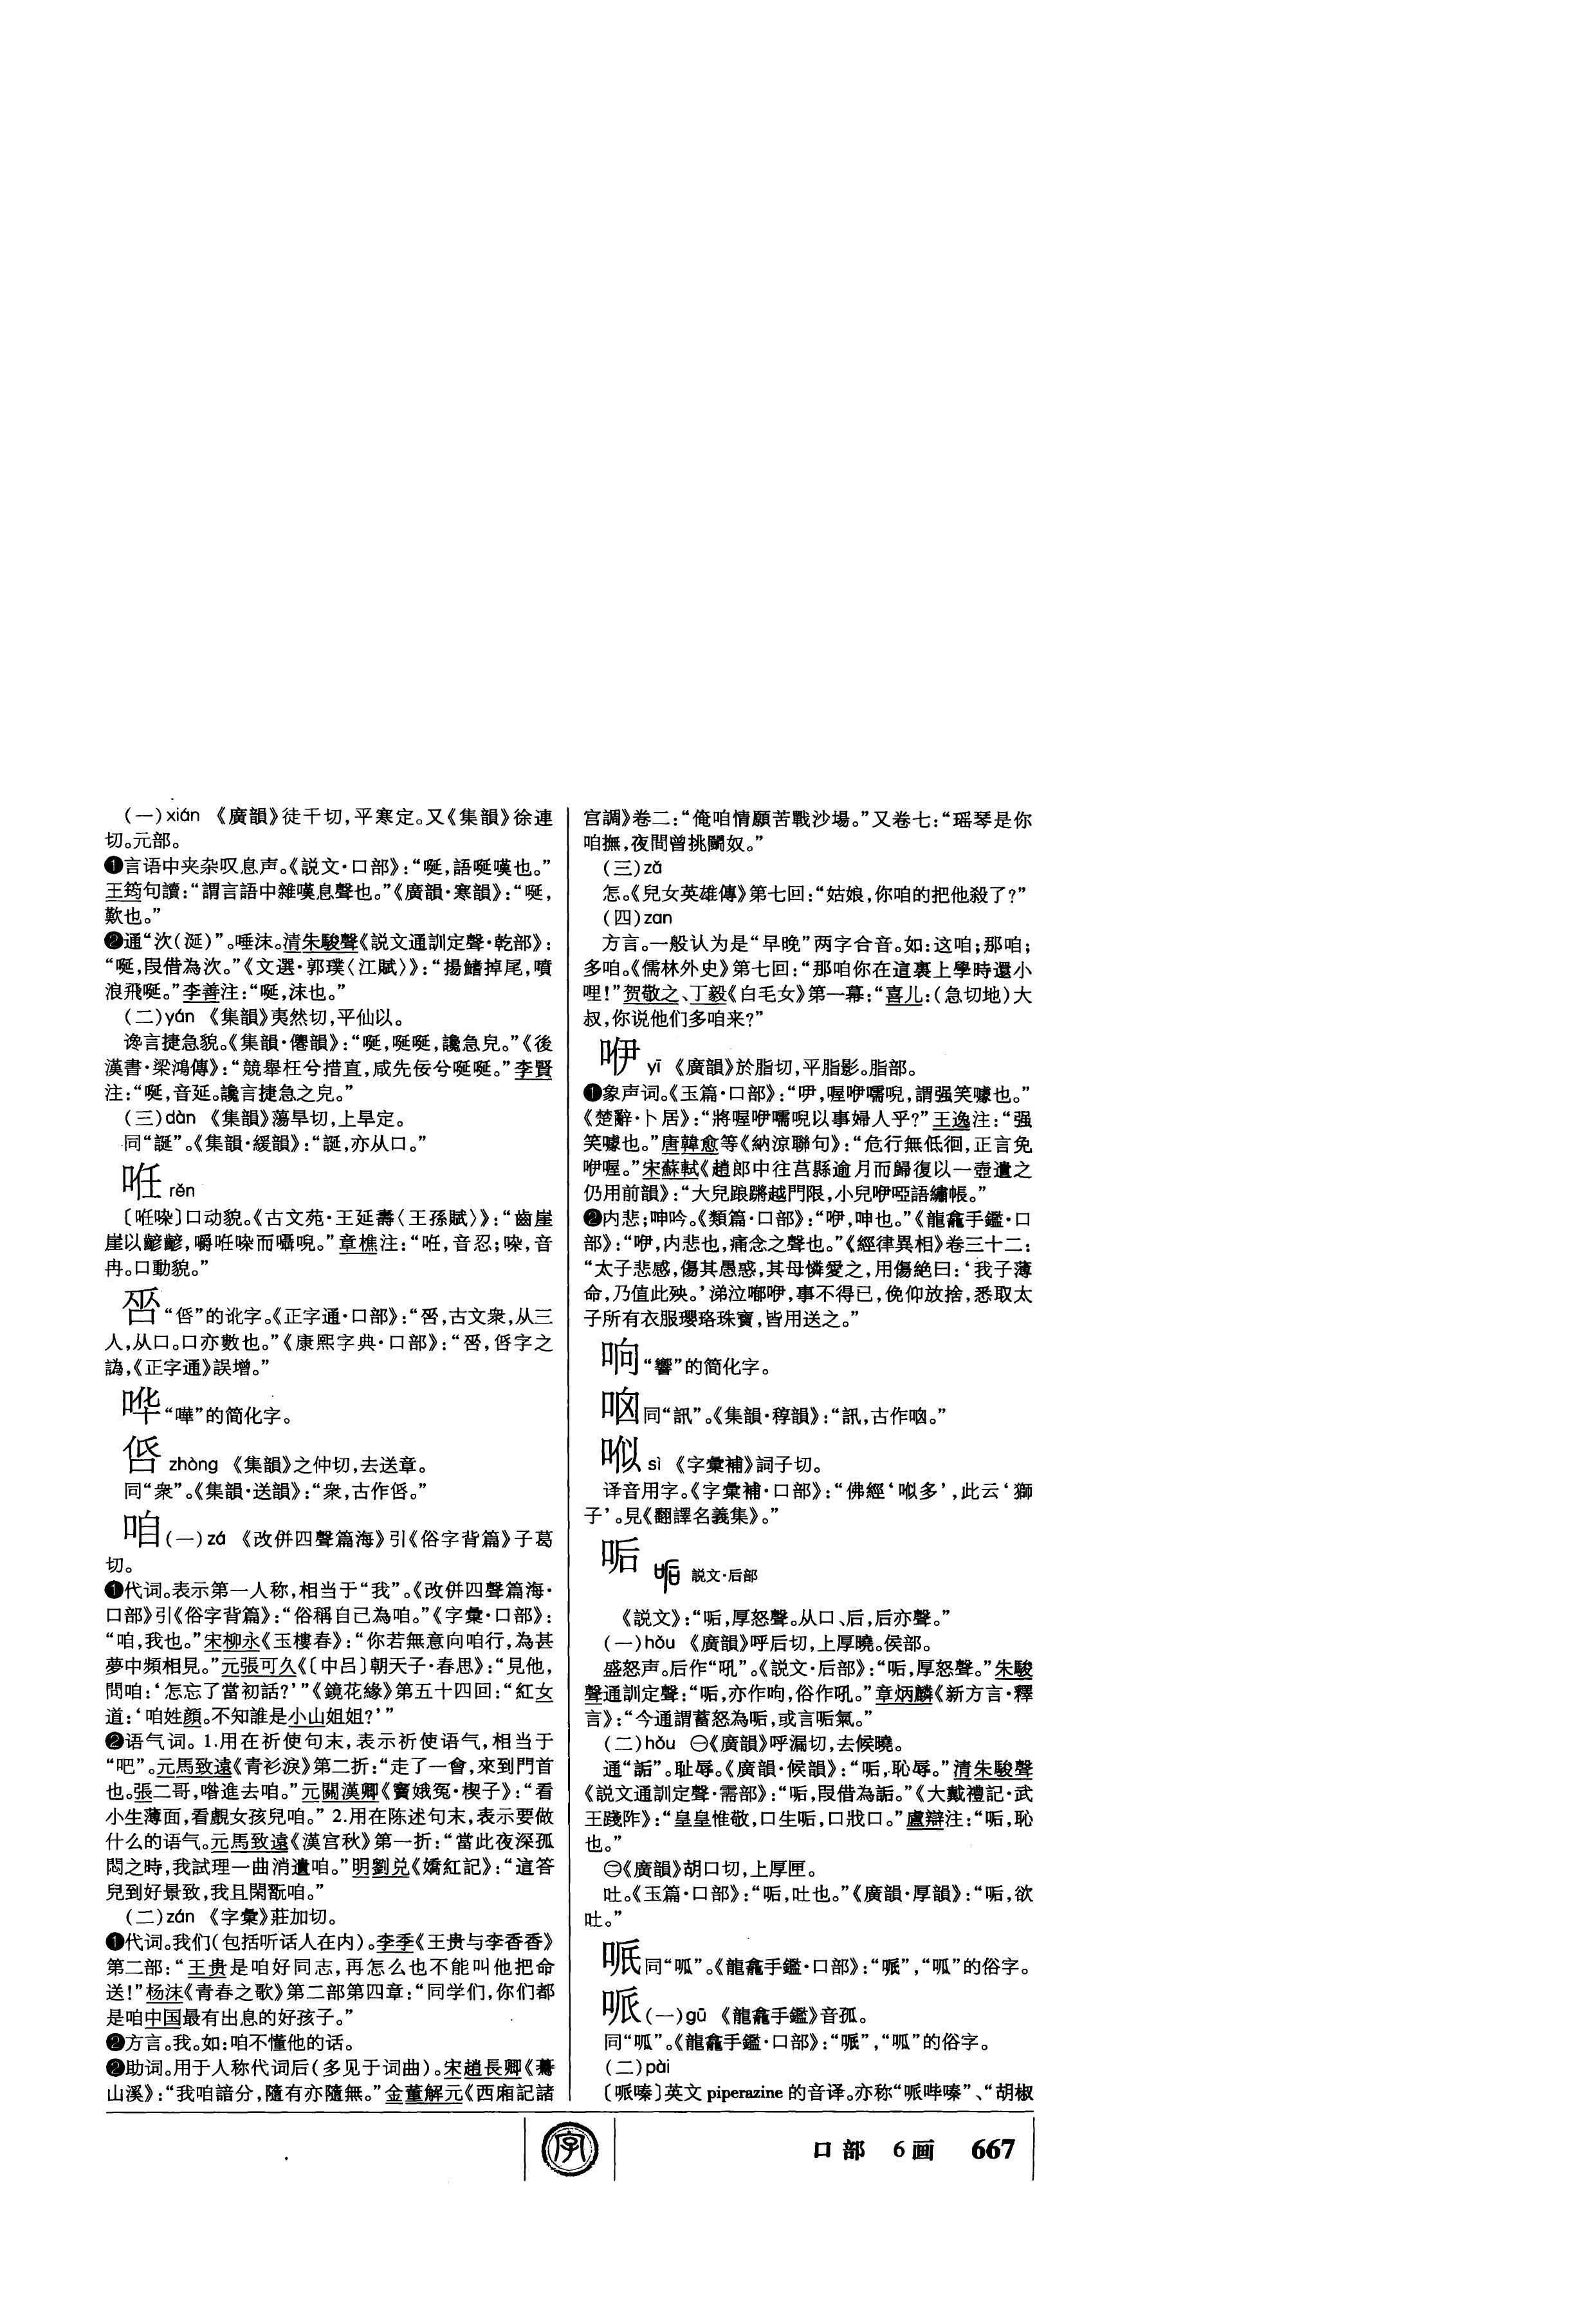 (一)xián 《廣韻》徒干切,平寒定。又《集韻》徐連
切。元部。
❶言语中夹杂叹息声。《説文·口部》:“唌,語唌嘆也。”
王筠句讀:“謂言語中雜嘆息聲也。”《廣韻·寒韻》:“唌,
歎也。”
❷通“次(涎)”。唾沫。清朱駿聲《説文通訓定聲·乾部》:
“唌,叚借為次。”《文選·郭璞〈江賦〉》:“揚鰭掉尾,噴
浪飛唌。”李善注:“唌,沫也。”
(二)yán 《集韻》夷然切,平仙以。
谗言捷急貌。《集韻·僊韻》:“唌,唌唌,讒急皃。”《後
漢書·梁鴻傳》:“競舉枉兮措直,咸先佞兮唌唌。”李賢
注:“唌,音延。讒言捷急之皃。”
(三)dàn 《集韻》蕩旱切,上旱定。
同“誕”。《集韻·緩韻》:“誕,亦从口。”
𠰃 rěn
〔𠰃㖠〕口动貌。《古文苑·王延壽〈王孫賦〉》:“齒崖
崖以齴齴,嚼𠰃㖠而囁唲。”章樵注:“𠰃,音忍;㖠,音
冉。口動貌。”
“𠱧”的讹字。《正字通·口部》:“㕕,古文衆,从三
人,从口。口亦數也。”《康熙字典·口部》:“㕕,𠱧字之
譌,《正字通》誤增。”
哗“嘩”的简化字。
𠱧 zhòng 《集韻》之仲切,去送章。
同“衆”。《集韻·送韻》:“衆,古作𠱧。”
咱(一)zá 《改併四聲篇海》引《俗字背篇》子葛
切。
❶代词。表示第一人称,相当于“我”。《改併四聲篇海·
口部》引《俗字背篇》:“俗稱自己為咱。”《字彙·口部》:
“咱,我也。”宋柳永《玉樓春》:“你若無意向咱行,為甚
夢中頻相見。”元張可久《〔中吕〕朝天子·春思》:“見他,
問咱:‘怎忘了當初話?’”《鏡花緣》第五十四回:“紅女
道:‘咱姓顔。不知誰是小山姐姐?’”
❷语气词。1.用在祈使句末,表示祈使语气,相当于
“吧”。元馬致遠《青衫淚》第二折:“走了一會,來到門首
也。張二哥,喒進去咱。”元關漢卿《竇娥冤·楔子》:“看
小生薄面,看覷女孩兒咱。”2.用在陈述句末,表示要做
什么的语气。元馬致遠《漢宫秋》第一折:“當此夜深孤
悶之時,我試理一曲消遣咱。”明劉兑《嬌紅記》:“這答
兒到好景致,我且閑翫咱。”
(二)zán 《字彙》莊加切。
❶代词。我们(包括听话人在内)。李季《王贵与李香香》
第二部:“王贵是咱好同志,再怎么也不能叫他把命
送!”杨沫《青春之歌》第二部第四章:“同学们,你们都
是咱中国最有出息的好孩子。”
❷方言。我。如:咱不懂他的话。
❷助词。用于人称代词后(多见于词曲)。宋趙長卿《驀
山溪》:“我咱諳分,隨有亦隨無。”金董解元《西廂記諸
宫調》卷二:“俺咱情願苦戰沙場。”又卷七:“瑶琴是你
咱撫,夜間曾挑鬭奴。”
(三)zǎ
怎。《兒女英雄傳》第七回:“姑娘,你咱的把他殺了?”
(四)zan
方言。一般认为是“早晚”两字合音。如:这咱;那咱;
多咱。《儒林外史》第七回:“那咱你在這裏上學時還小
哩!”贺敬之、丁毅《白毛女》第一幕:“喜儿:(急切地)大
叔,你说他们多咱来?”
咿 yī 《廣韻》於脂切,平脂影。脂部。
❶象声词。《玉篇·口部》:“吚,喔咿嚅唲,謂强笑噱也。”
《楚辭·卜居》:“將喔咿嚅唲以事婦人乎?”王逸注:“强
笑噱也。”唐韓愈等《納涼聯句》:“危行無低徊,正言免
咿喔。”宋蘇軾《趙郎中往莒縣逾月而歸復以一壺遺之
仍用前韻》:“大兒踉蹡越門限,小兒咿啞語繡帳。”
❷内悲;呻吟。《類篇·口部》:“咿,呻也。”《龍龕手鑑·口
部》:“咿,内悲也,痛念之聲也。”《經律異相》卷三十二:
“太子悲感,傷其愚惑,其母憐愛之,用傷絶曰:‘我子薄
命,乃值此殃。’涕泣嘟咿,事不得已,俛仰放捨,悉取太
子所有衣服瓔珞珠寶,皆用送之。”
响“響”的简化字。
㕯同“訊”。《集韻·稕韻》:“訊,古作。”
㕽 sì 《字彙補》詞子切。
译音用字。《字彙補·口部》:“佛經‘㕽多’,此云‘獅
子’。見《翻譯名義集》。”
㖃 説文·后部
《説文》:“㖃,厚怒聲。从口、后,后亦聲。”
(一)hǒu 《廣韻》呼后切,上厚曉。侯部。
盛怒声。后作“吼”。《説文·后部》:“㖃,厚怒聲。”朱駿
聲通訓定聲:“㖃,亦作呴,俗作吼。”章炳麟《新方言·釋
言》:“今通謂蓄怒為㖃,或言㖃氣。”
(二)hǒu ㊀《廣韻》呼漏切,去候曉。
通“詬”。耻辱。《廣韻·候韻》:“㖃,恥辱。”清朱駿聲
《説文通訓定聲·需部》:“㖃,叚借為詬。”《大戴禮記·武
王踐阼》:“皇皇惟敬,口生㖃,口戕口。”盧辯注:“㖃,恥
也。”
㊁《廣韻》胡口切,上厚匣。
吐。《玉篇·口部》:“㖃,吐也。”《廣韻·厚韻》:“㖃,欲
吐。”
同“呱”。《龍龕手鑑·口部》:“哌”,“呱”的俗字。
哌(一)gū 《龍龕手鑑》音孤。
同“呱”。《龍龕手鑑·口部》:“哌”,“呱”的俗字。
(二)pài
〔哌嗪〕英文 piperazine 的音译。亦称“哌哔嗪”、“胡椒
口部 6画 667